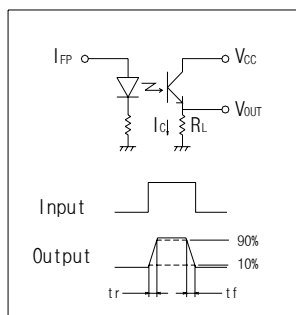 IFP
VCC
VOUT
IC RL
Input
Output
90%
10%
tr
tf